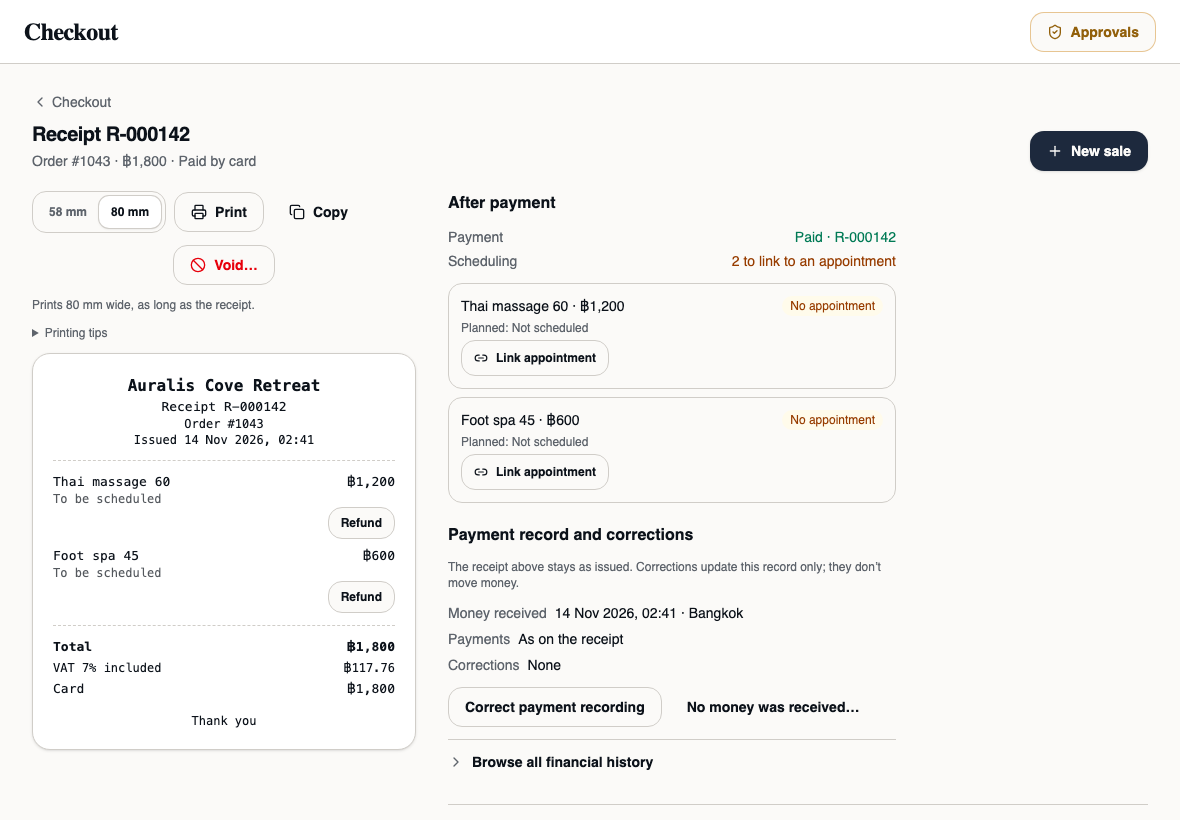 Checkout
Approvals
Checkout
Receipt R-000142
Order #1043 · ฿1,800 · Paid by card
New sale
58 mm 80 mm Print Copy
Void…
Prints 80 mm wide, as long as the receipt.
Printing tips
Auralis Cove Retreat
Receipt R-000142
Order #1043
Issued 14 Nov 2026, 02:41
Thai massage 60 ฿1,200
To be scheduled
Refund
Foot spa 45 ฿600
To be scheduled
Refund
Total ฿1,800
VAT 7% included ฿117.76
Card ฿1,800
Thank you
After payment
Payment Paid · R-000142
Scheduling 2 to link to an appointment
Thai massage 60 · ฿1,200 No appointment
Planned: Not scheduled
Link appointment
Foot spa 45 · ฿600 No appointment
Planned: Not scheduled
Link appointment
Payment record and corrections
The receipt above stays as issued. Corrections update this record only; they don't
move money.
Money received 14 Nov 2026, 02:41 · Bangkok
Payments As on the receipt
Corrections None
Correct payment recording No money was received…
Browse all financial history